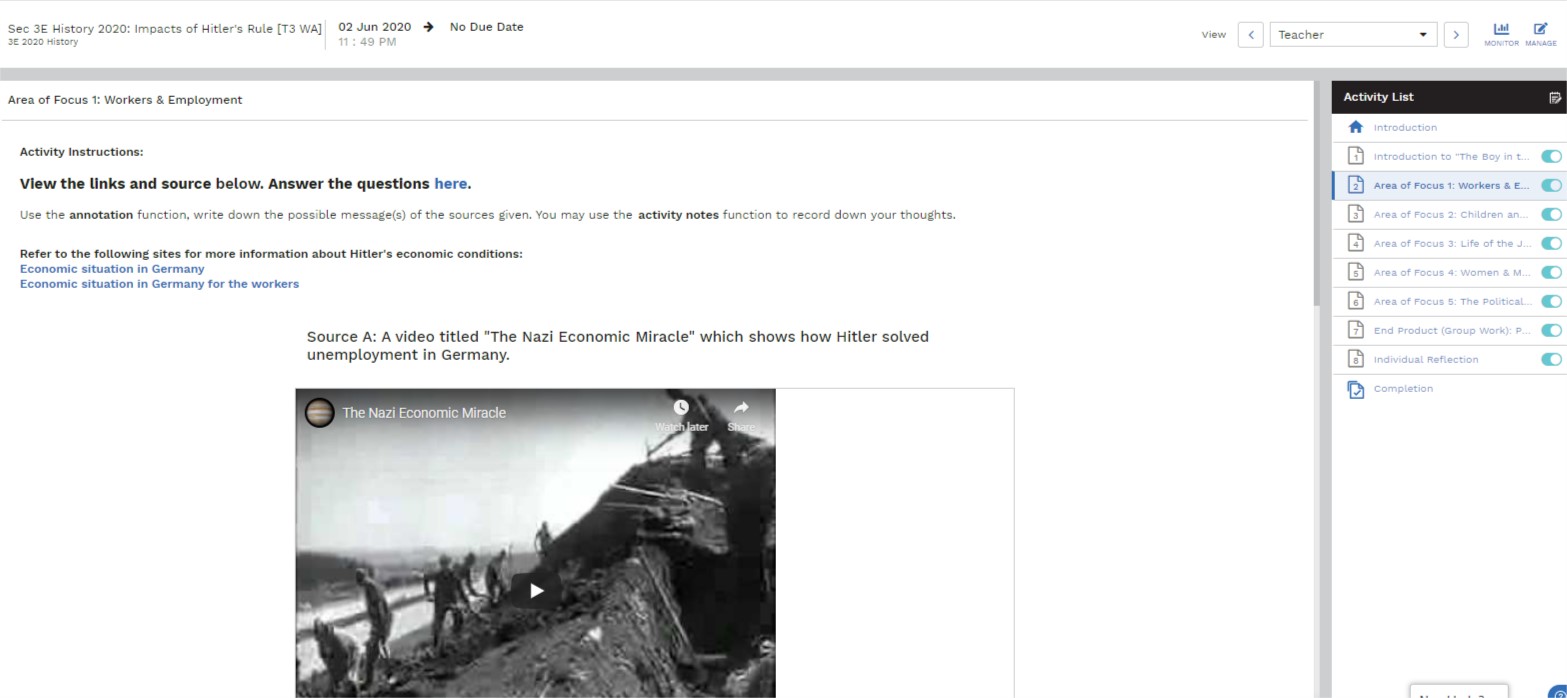 Sec 3E History 2020: Impacts of Hitler's Rule [T3 WA]
3E 2020 History
02 Jun 2020 → No Due Date
11 : 49 PM
View
Teacher
MONITOR MANAGE
Area of Focus 1: Workers & Employment
Activity Instructions:
View the links and source below. Answer the questions here.
Use the annotation function, write down the possible message(s) of the sources given. You may use the activity notes function to record down your thoughts.
Refer to the following sites for more information about Hitler's economic conditions:
Economic situation in Germany
Economic situation in Germany for the workers
Source A: A video titled "The Nazi Economic Miracle" which shows how Hitler solved
unemployment in Germany.
The Nazi Economic Miracle
Watch later
Share
Activity List
Introduction
1 Introduction to "The Boy in t...
2 Area of Focus 1: Workers & E...
3 Area of Focus 2: Children an...
4 Area of Focus 3: Life of the J...
5 Area of Focus 4: Women & M...
6 Area of Focus 5: The Political...
7 End Product (Group Work): P...
8 Individual Reflection
Completion